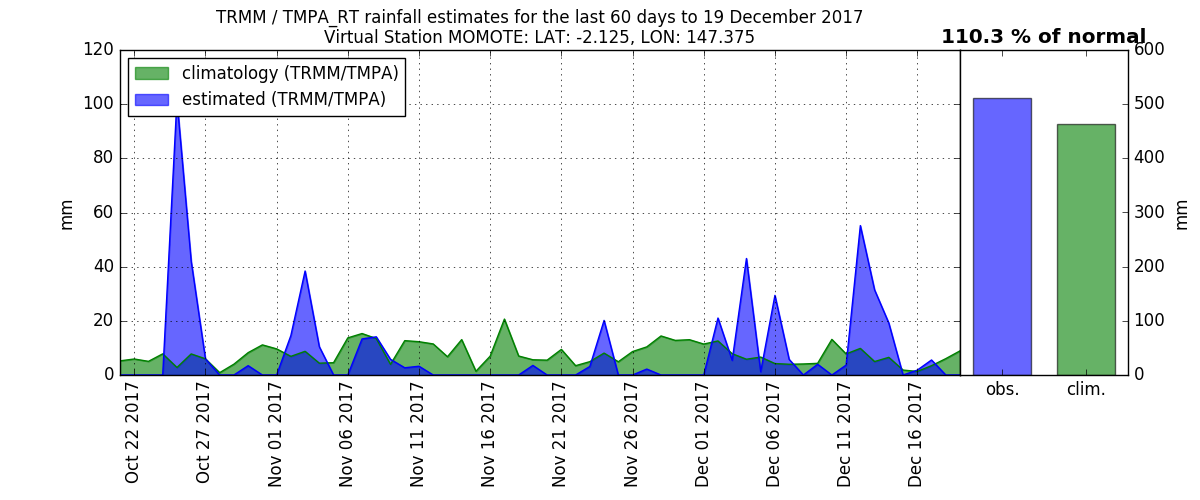 TRMM / TMPA_RT rainfall estimates for the last 60 days to 19 December 2017
Virtual Station MOMOTE: LAT: -2.125, LON: 147.375
110.3 % of normal
climatology (TRMM/TMPA)
estimated (TRMM/TMPA)
mm
120
100
80
60
40
20
0
Oct 22 2017
Oct 27 2017
Nov 01 2017
Nov 06 2017
Nov 11 2017
Nov 16 2017
Nov 21 2017
Nov 26 2017
Dec 01 2017
Dec 06 2017
Dec 11 2017
Dec 16 2017
600
500
400
300
200
100
0
mm
obs.
clim.